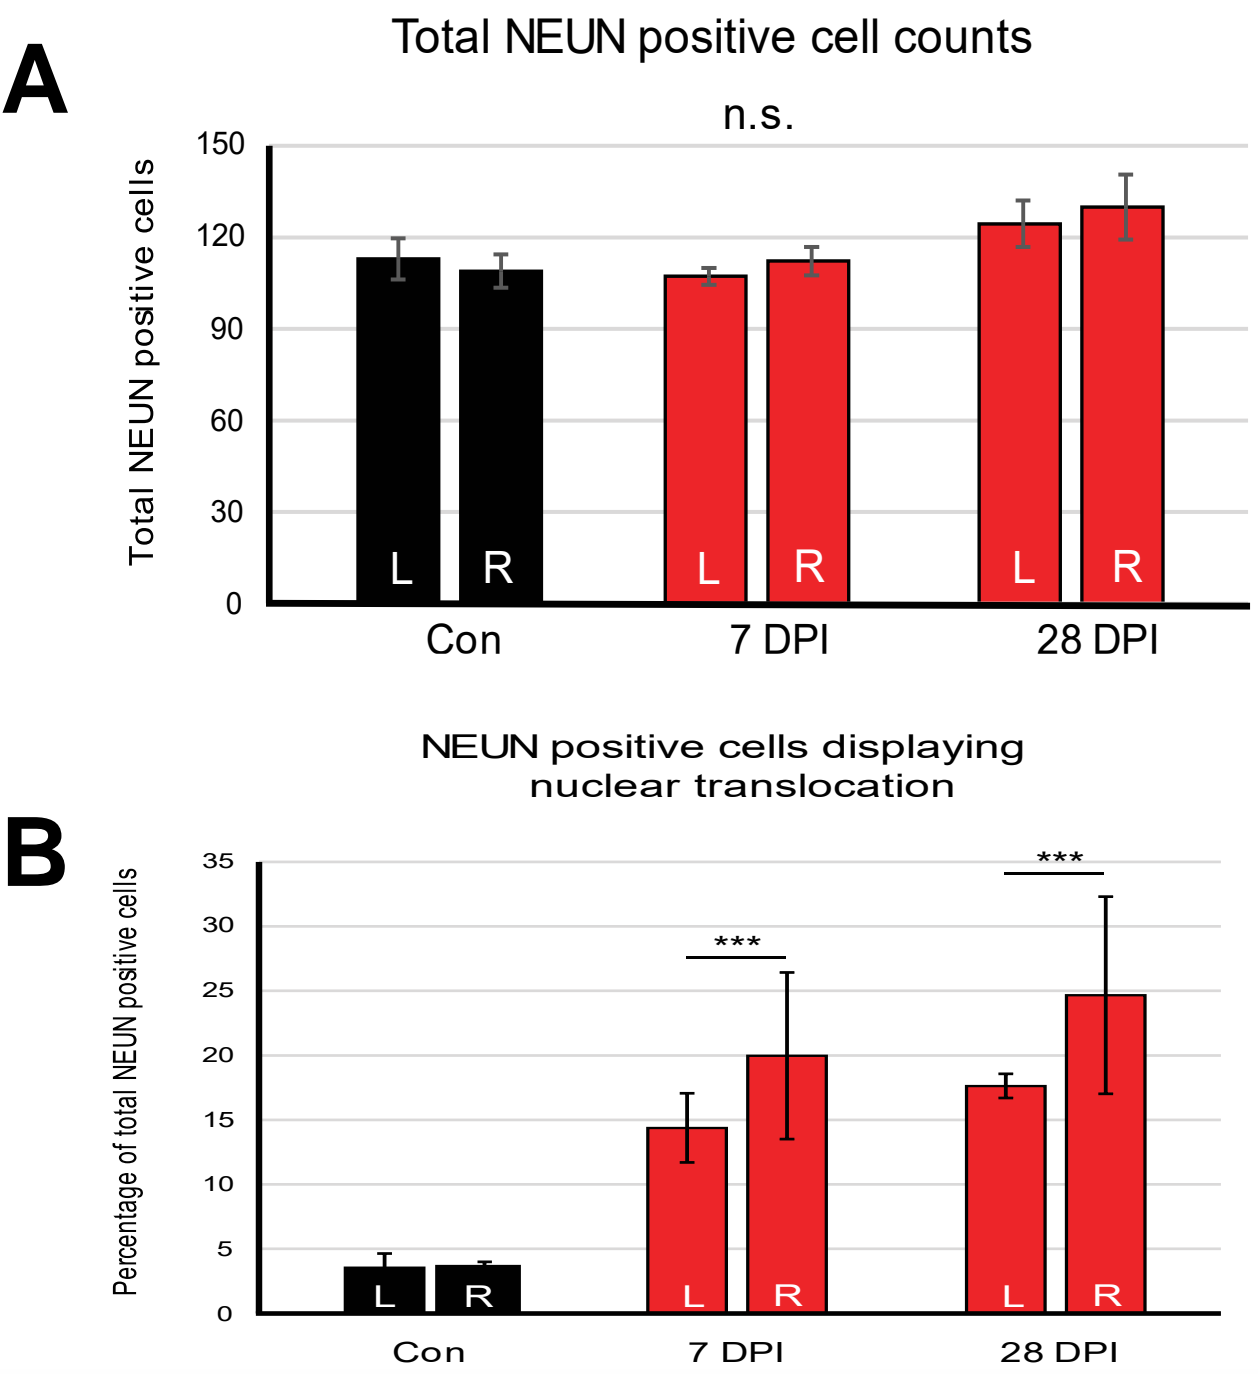 A
Total NEUN positive cell counts
n.s.
Total NEUN positive cells
150
120
90
60
30
0
L R L R L R
Con 7 DPI 28 DPI
B
NEUN positive cells displaying
nuclear translocation
Percentage of total NEUN positive cells
35
30
25
20
15
10
5
0
***
***
L R L R L R
Con 7 DPI 28 DPI